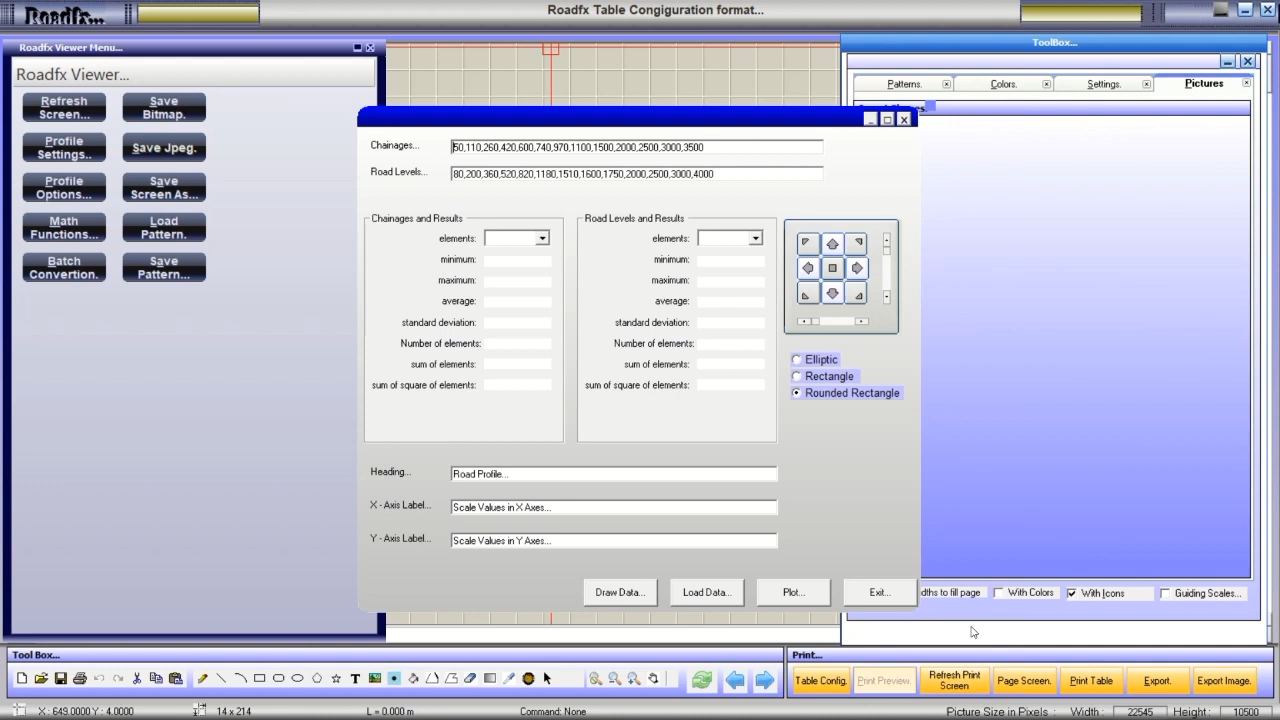 Roadfx...
Roadfx Table Congiguration format...
Roadfx Viewer Menu...
Roadfx Viewer...
Refresh Screen...
Save Bitmap.
Profile Settings..
Save Jpeg.
Profile Options...
Save Screen As...
Math Functions...
Load Pattern.
Batch Convertion.
Save Pattern...
ToolBox...
Patterns.
Colors.
Settings.
Pictures
Chainages...
50,110,260,420,600,740,970,1100,1500,2000,2500,3000,3500
Road Levels...
80,200,360,520,820,1180,1510,1600,1750,2000,2500,3000,4000
Chainages and Results
elements:
minimum:
maximum:
average:
standard deviation:
Number of elements:
sum of elements:
sum of square of elements:
Road Levels and Results
elements:
minimum:
maximum:
average:
standard deviation:
Number of elements:
sum of elements:
sum of square of elements:
Elliptic
Rectangle
Rounded Rectangle
Heading...
Road Profile...
X - Axis Label...
Scale Values in X Axes...
Y - Axis Label...
Scale Values in Y Axes...
Draw Data...
Load Data...
Plot...
Exit...
to fill page
With Colors
With Icons
Guiding Scales...
Tool Box...
Print...
Table Config.
Print Preview.
Refresh Print Screen
Page Screen.
Print Table
Export.
Export Image.
X: 649.0000 Y: 4.0000
14 x 214
L = 0.000 m
Command: None
Picture Size in Pixels :
Width :
22545
Height :
10500